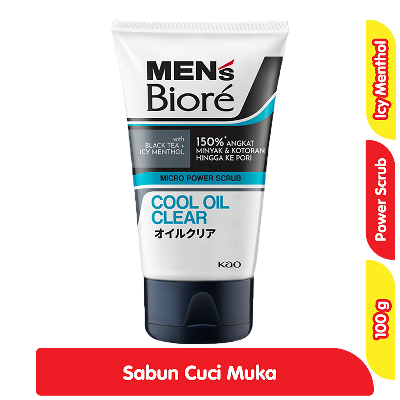 MEN's
Bioré
with
BLACK TEA +
ICY MENTHOL
150%* ANGKAT
MINYAK & KOTORAN
HINGGA KE PORI
MICRO POWER SCRUB
COOL OIL
CLEAR
オイルクリア
Kao
Icy Menthol
Power Scrub
100 g
Sabun Cuci Muka